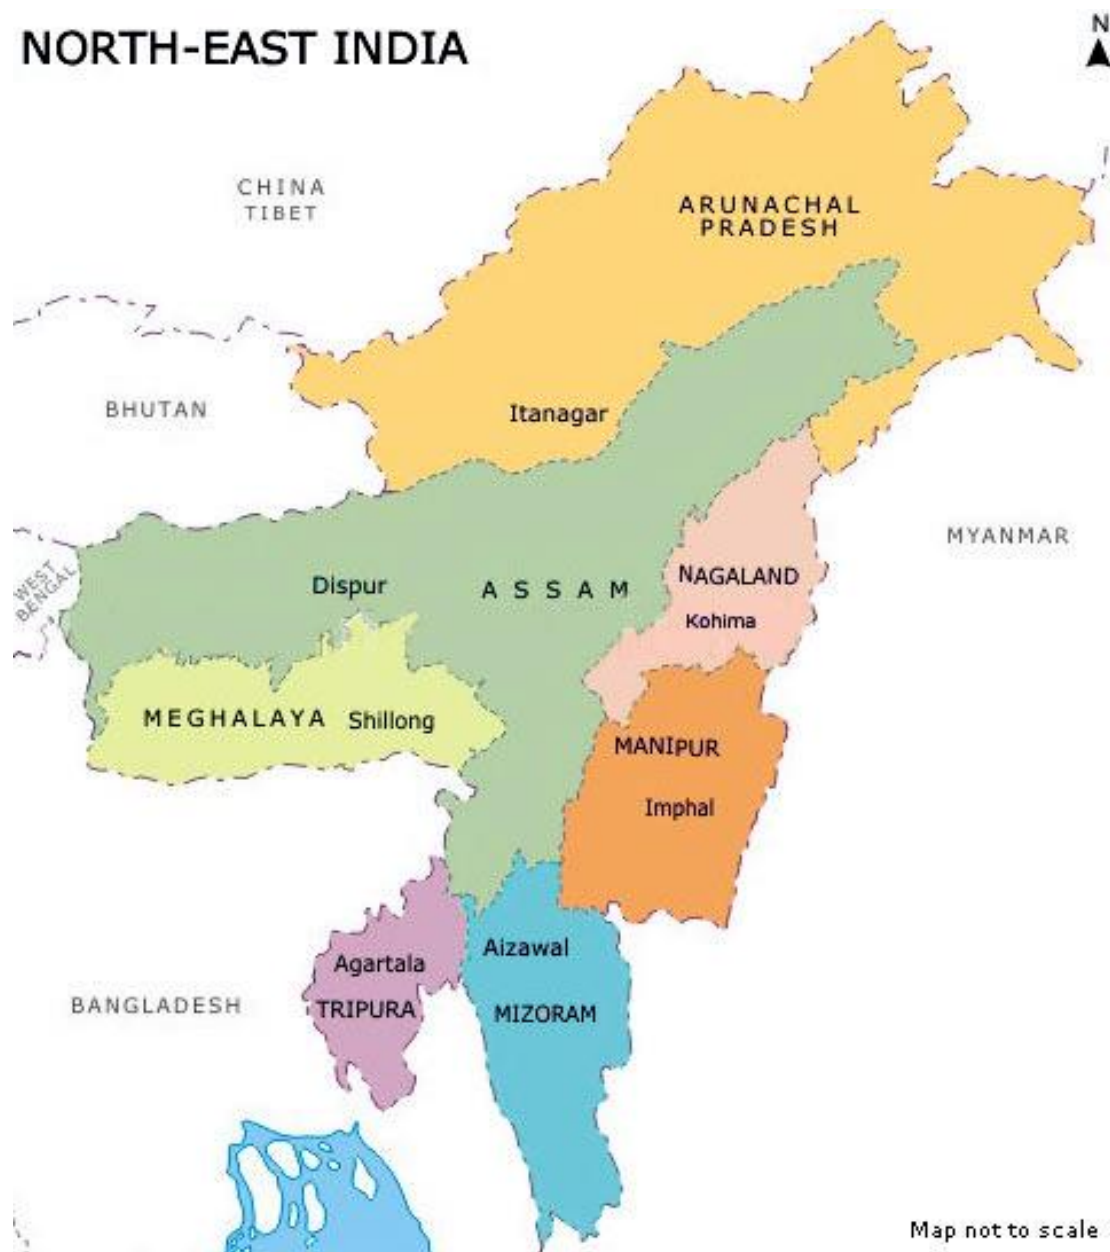 NORTH-EAST INDIA
N
CHINA
TIBET
ARUNACHAL
PRADESH
BHUTAN
Itanagar
MYANMAR
WEST
BENGAL
Dispur
ASSAM
NAGALAND
Kohima
MEGHALAYA
Shillong
MANIPUR
Imphal
Aizawal
Agartala
BANGLADESH
TRIPURA
MIZORAM
Map not to scale